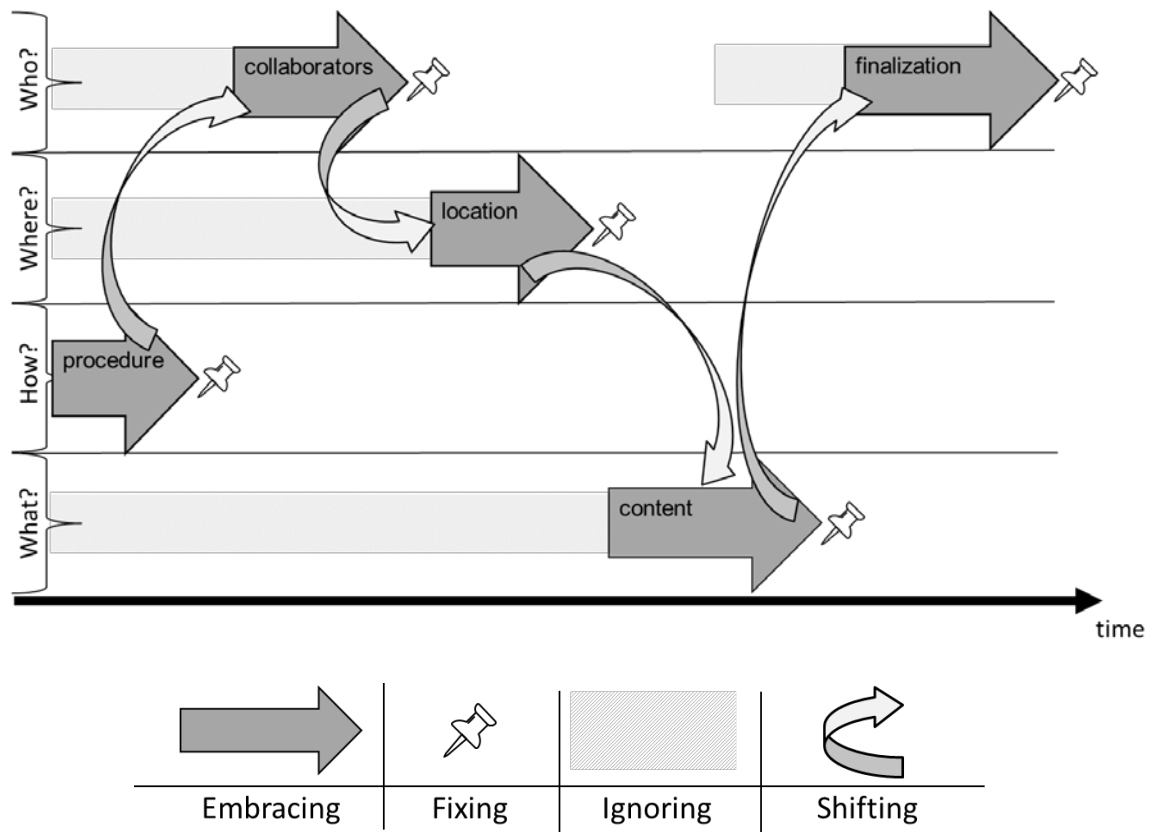 Who?
collaborators
finalization
Where?
location
How?
procedure
What?
content
time
Embracing
Fixing
Ignoring
Shifting